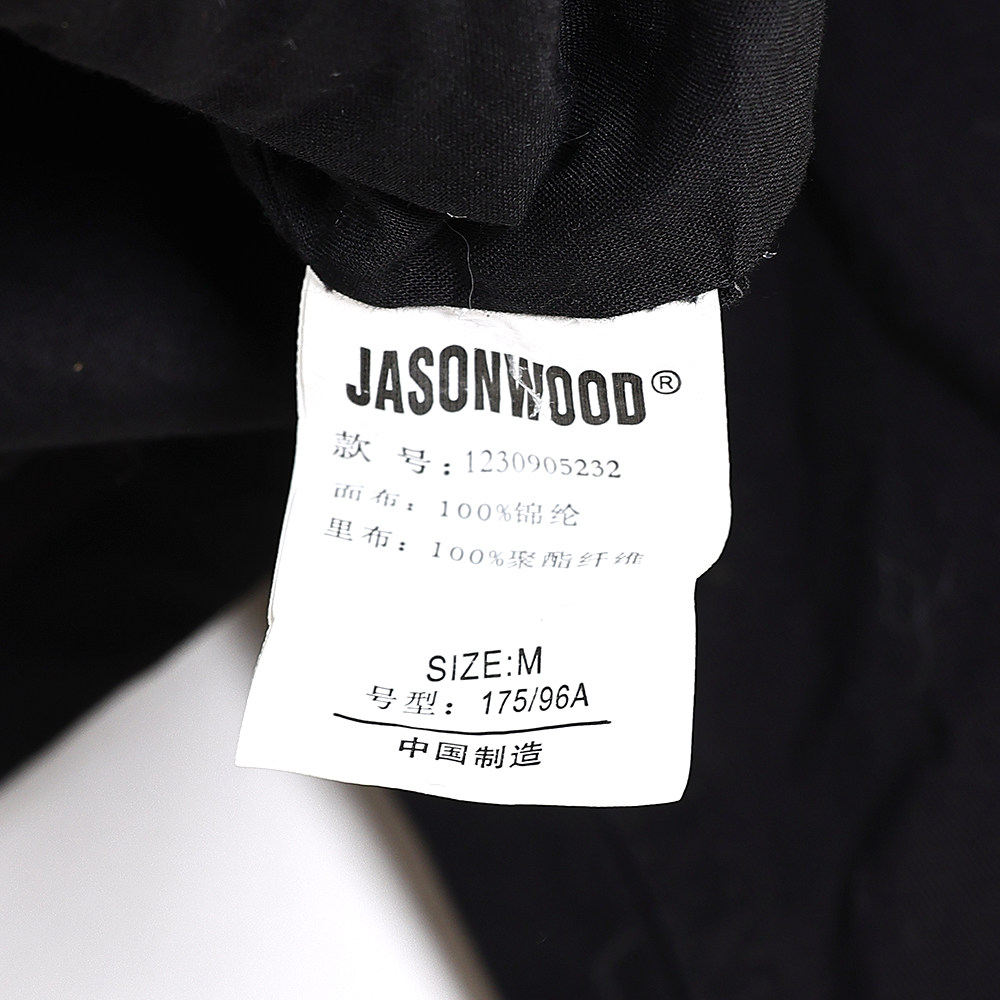 JASONWOOD®
款 号:1230905232
面布: 100%锦纶
里布: 100%聚酯纤维
SIZE:M
号型: 175/96A
中国制造